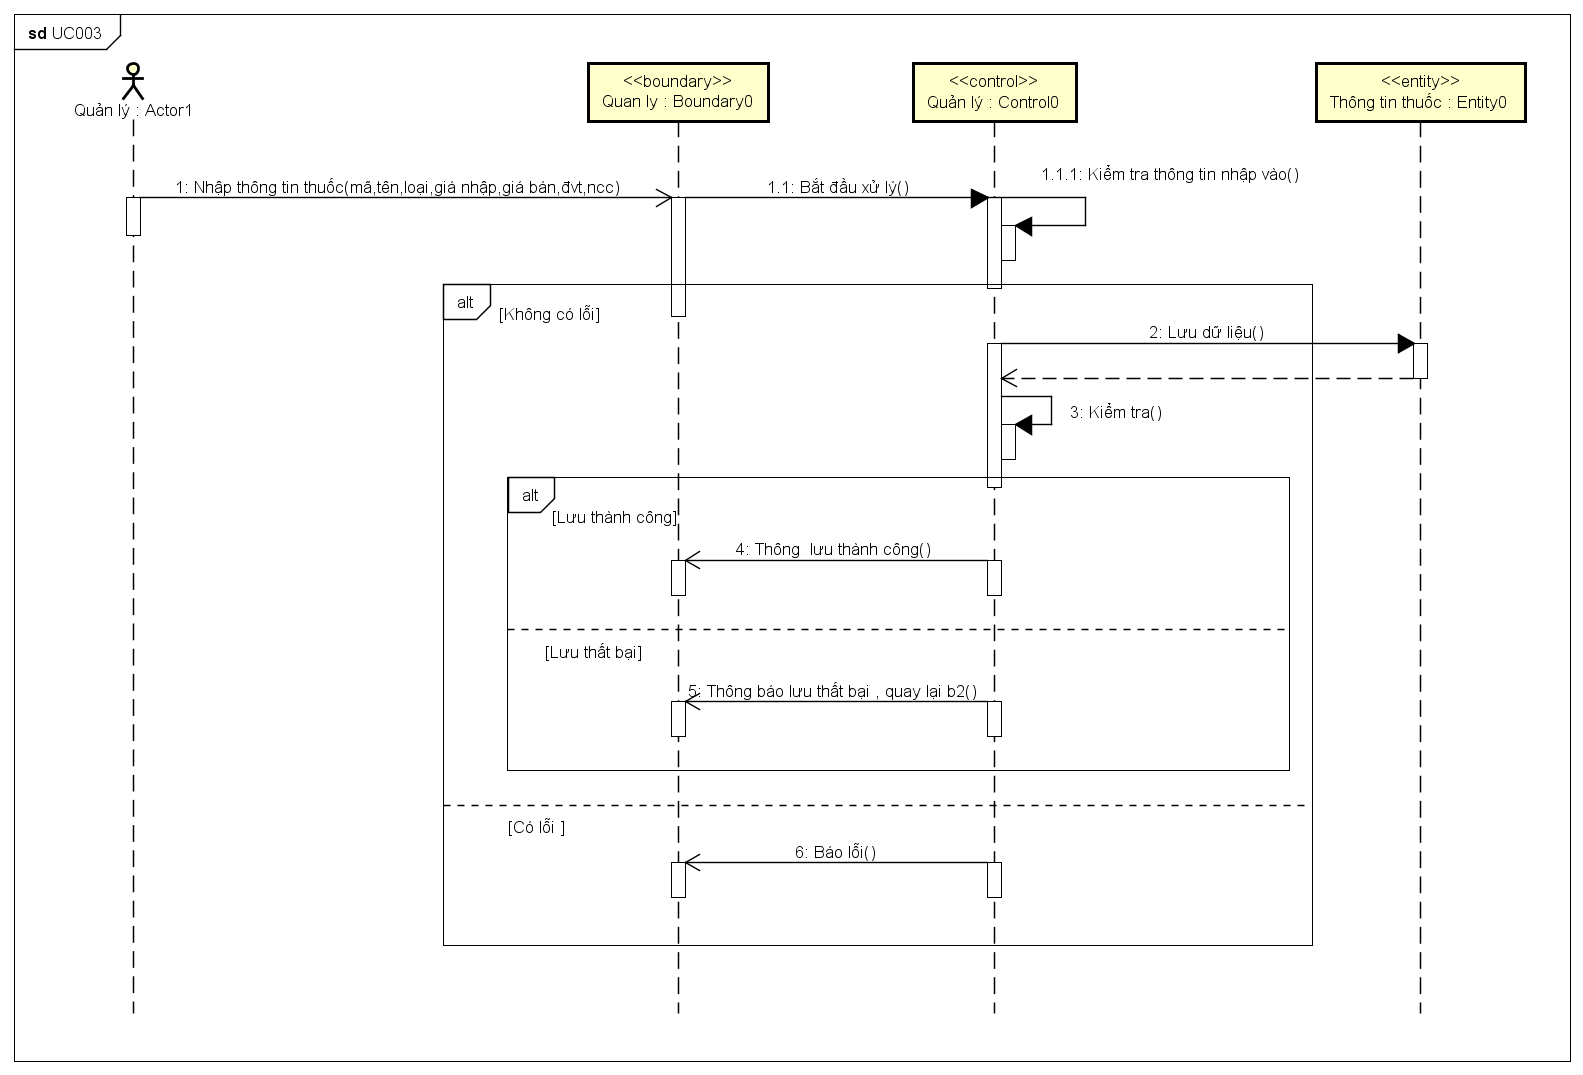 sd UC003
Quản lý : Actor1
<<boundary>>
Quan ly : Boundary0
<<control>>
Quản lý : Control0
<<entity>>
Thông tin thuốc : Entity0
1: Nhập thông tin thuốc(mã,tên,loại,giá nhập,giá bán,đvt,ncc)
1.1: Bắt đầu xử lý()
1.1.1: Kiểm tra thông tin nhập vào()
alt
[Không có lỗi]
2: Lưu dữ liệu()
3: Kiểm tra()
alt
[Lưu thành công]
4: Thông  lưu thành công()
[Lưu thất bại]
5: Thông báo lưu thất bại , quay lại b2()
[Có lỗi ]
6: Báo lỗi()